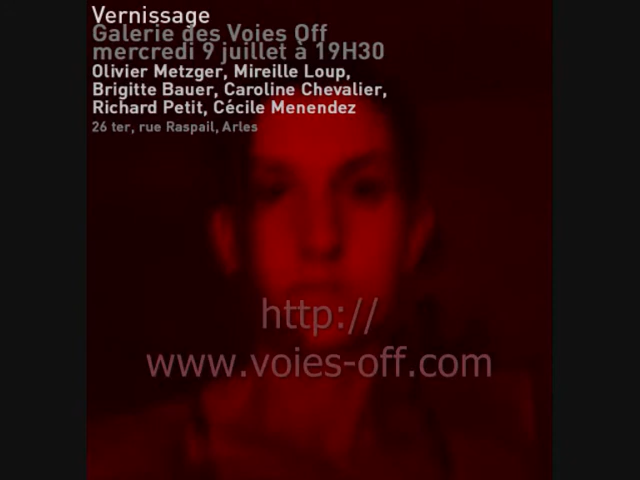 Vernissage
Galerie des Voies Off
mercredi 9 juillet à 19H30
Olivier Metzger, Mireille Loup,
Brigitte Bauer, Caroline Chevalier,
Richard Petit, Cécile Menendez
26 ter, rue Raspail, Arles
http://
www.voies-off.com